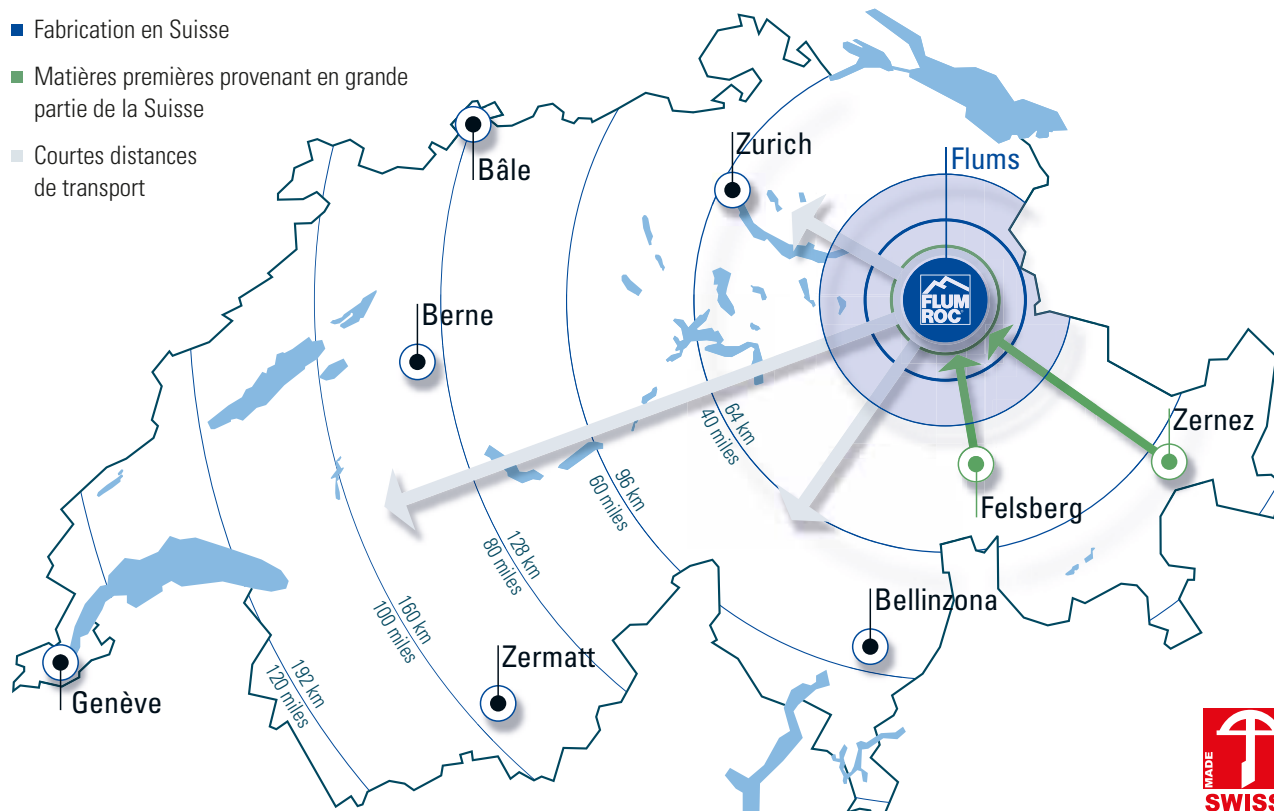 Fabrication en Suisse
Matières premières provenant en grande
partie de la Suisse
Courtes distances
de transport
Bâle
Zurich
Flums
FLUM
ROC
Berne
Zernez
Felsberg
64 km
40 miles
96 km
60 miles
128 km
80 miles
160 km
100 miles
192 km
120 miles
Bellinzona
Zermatt
Genève
MADE
SWISS